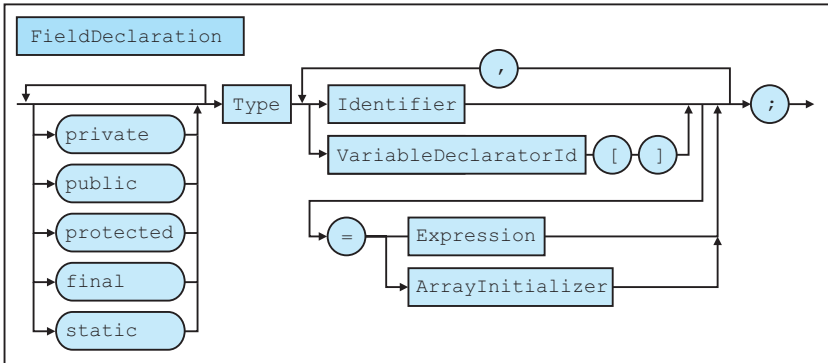 FieldDeclaration
,
Type Identifier ;
private VariableDeclaratorId [ ]
public
protected = Expression
final ArrayInitializer
static